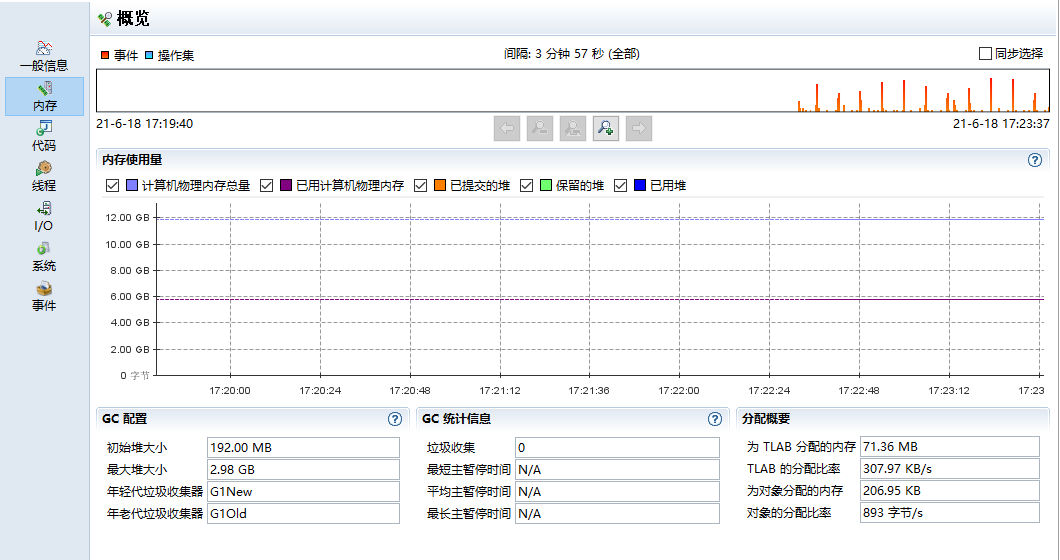 概览
一般信息
内存
代码
线程
I/O
系统
事件
事件 操作集
间隔: 3 分钟 57 秒 (全部)
同步选择
21-6-18 17:19:40
21-6-18 17:23:37
内存使用量
计算机物理内存总量 已用计算机物理内存 已提交的堆 保留的堆 已用堆
12.00 GB
10.00 GB
8.00 GB
6.00 GB
4.00 GB
2.00 GB
0 字节
17:20:00 17:20:24 17:20:48 17:21:12 17:21:36 17:22:00 17:22:24 17:22:48 17:23:12 17:23
GC 配置
初始堆大小 192.00 MB
最大堆大小 2.98 GB
年轻代垃圾收集器 G1New
年老代垃圾收集器 G1Old
GC 统计信息
垃圾收集 0
最短主暂停时间 N/A
平均主暂停时间 N/A
最长主暂停时间 N/A
分配概要
为 TLAB 分配的内存 71.36 MB
TLAB 的分配比率 307.97 KB/s
为对象分配的内存 206.95 KB
对象的分配比率 893 字节/s